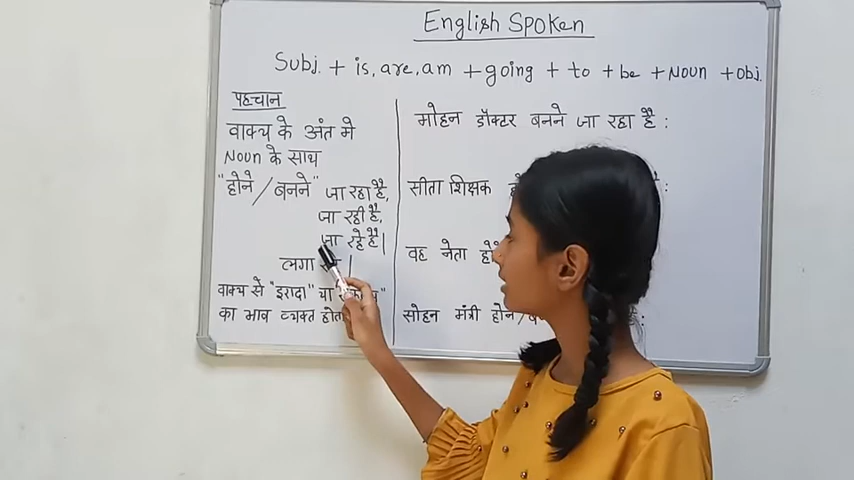 English Spoken
Subj. + is, are, am + going + to + be + Noun + obj.
पहचान
वाक्य के अंत मे
Noun के साथ
"होने/बनने" जा रहा है,
जा रही है,
जा रहे है|
लगा
वाक्य से "इरादा" या
का भाव व्यक्त
मोहन डॉक्टर बनने जा रहा है :
सीता शिक्षक
वह नेता
सोहन मंत्री होने/